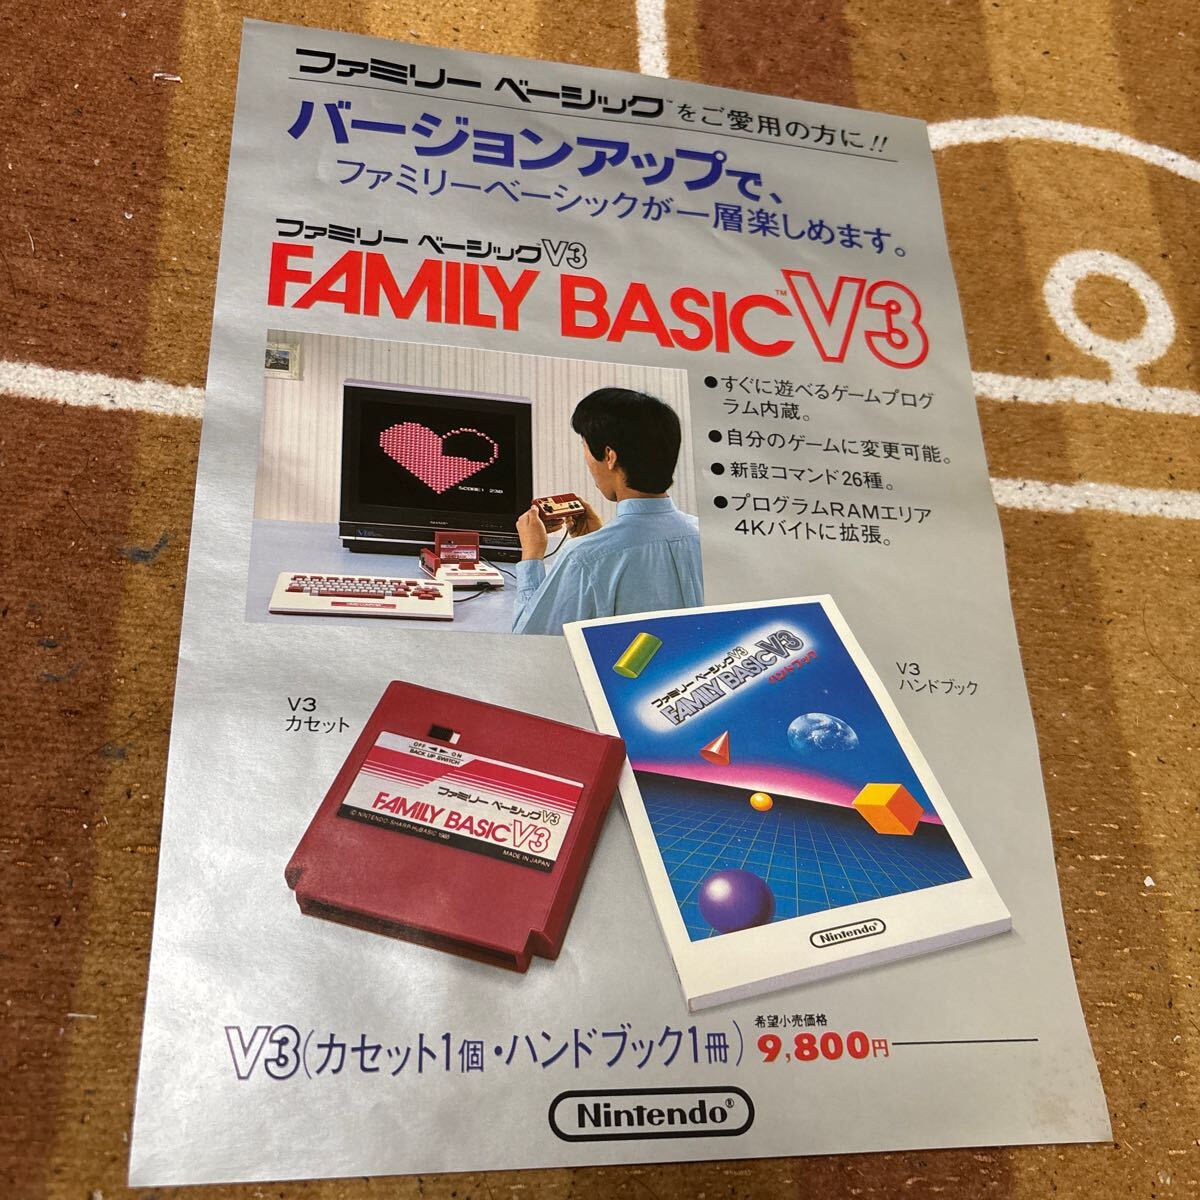 ファミリー ベーシック™をご愛用の方に!!
バージョンアップで、
ファミリーベーシックが一層楽しめます。
ファミリー ベーシックV3
FAMILY BASIC™V3
●すぐに遊べるゲームプログ
ラム内蔵。
●自分のゲームに変更可能。
●新設コマンド26種。
●プログラムRAMエリア
4Kバイトに拡張。
SCORE: 230
V3
カセット
OFF ◀ ▶ ON
BACK UP SWITCH
ファミリー ベーシックV3
FAMILY BASIC V3
© NINTENDO·SHARP·HuBASIC 1985
MADE IN JAPAN
V3
ハンドブック
ファミリー ベーシックV3
FAMILY BASIC V3
ハンドブック
Nintendo
V3(カセット1個・ハンドブック1冊)
希望小売価格
9,800円
Nintendo®